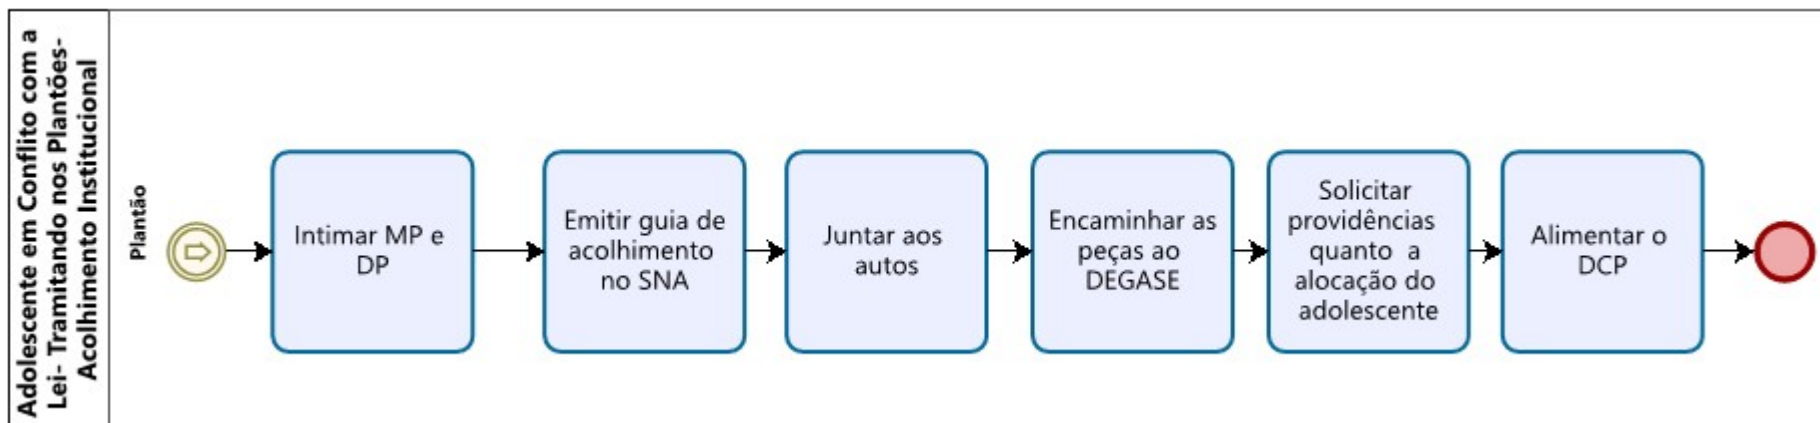 Adolescente em Conflito com a
Lei- Tramitando nos Plantões-
Acolhimento Institucional
Plantão
Intimar MP e
DP
Emitir guia de
acolhimento
no SNA
Juntar aos
autos
Encaminhar as
peças ao
DEGASE
Solicitar
providências
quanto a
alocação do
adolescente
Alimentar o
DCP